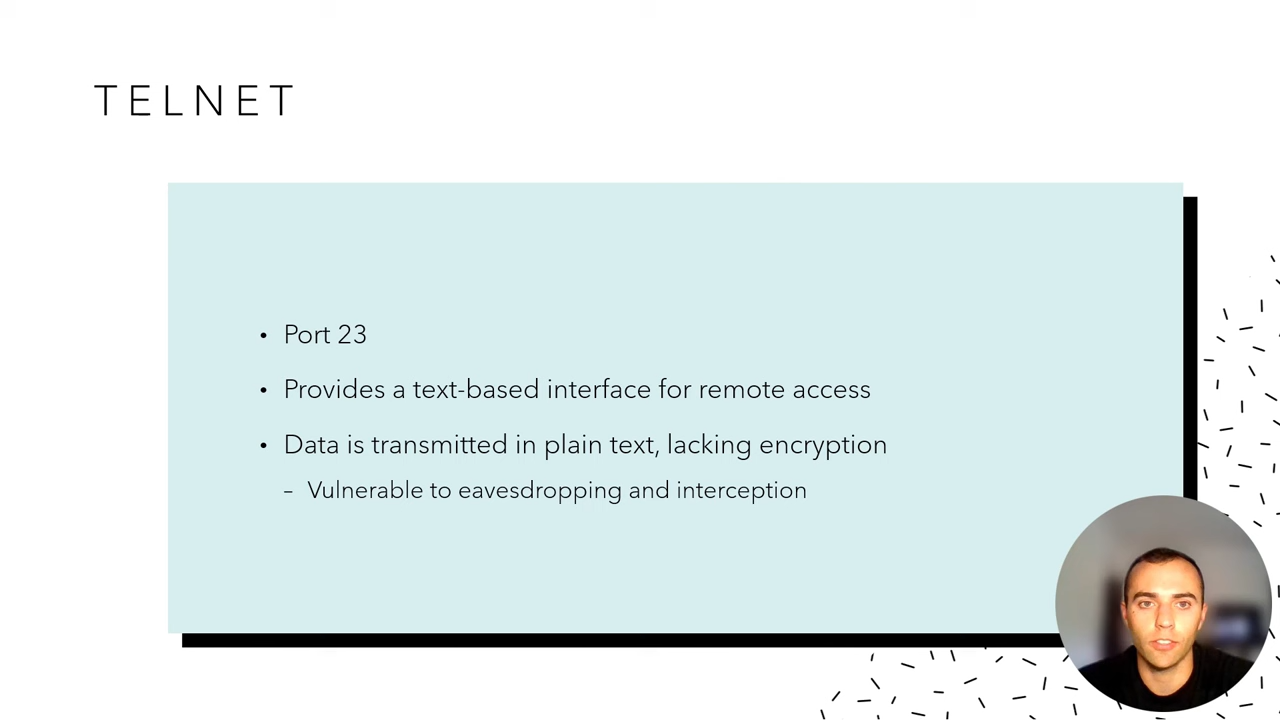 TELNET
• Port 23
• Provides a text-based interface for remote access
• Data is transmitted in plain text, lacking encryption
– Vulnerable to eavesdropping and interception